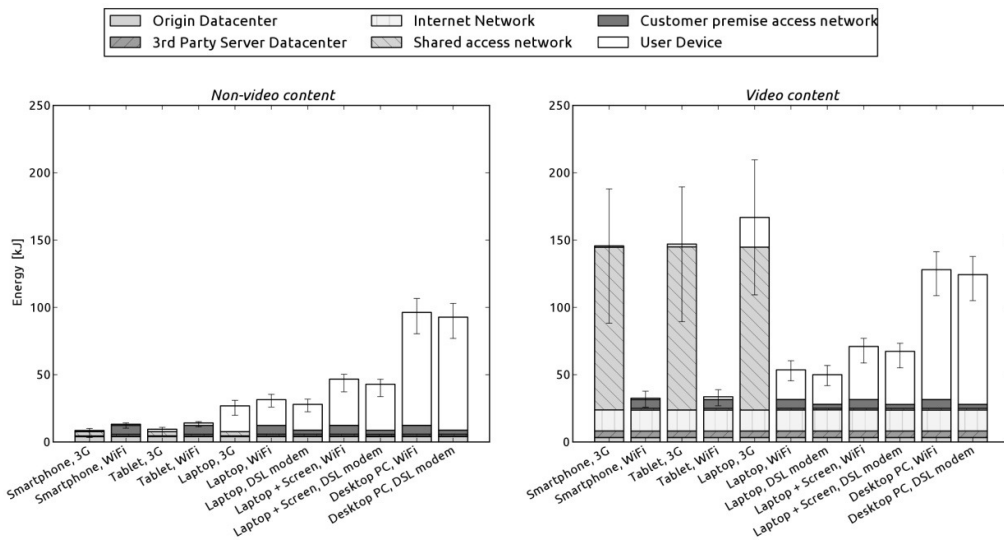 Origin Datacenter
Internet Network
Customer premise access network
3rd Party Server Datacenter
Shared access network
User Device
Non-video content
Video content
250
200
150
100
50
0
Energy [kJ]
Smartphone, 3G
Smartphone, WiFi
Tablet, 3G
Tablet, WiFi
Laptop, 3G
Laptop, WiFi
Laptop, DSL modem
Laptop + Screen, WiFi
Laptop + Screen, DSL modem
Desktop PC, WiFi
Desktop PC, DSL modem
250
200
150
100
50
0
Smartphone, 3G
Smartphone, WiFi
Tablet, 3G
Tablet, WiFi
Laptop, 3G
Laptop, WiFi
Laptop, DSL modem
Laptop + Screen, WiFi
Laptop + Screen, DSL modem
Desktop PC, WiFi
Desktop PC, DSL modem